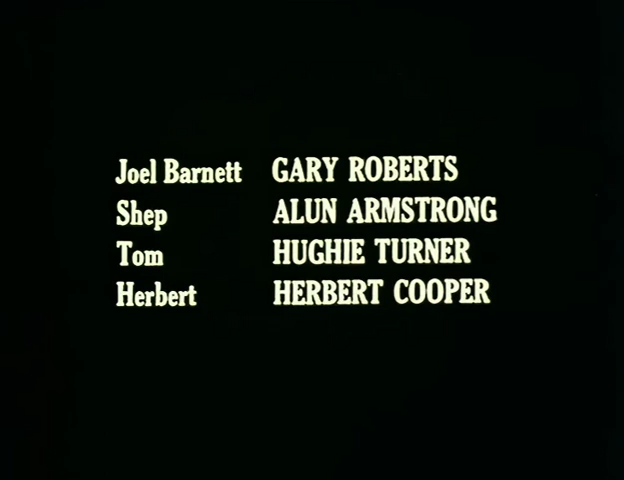 Joel Barnett GARY ROBERTS
Shep ALUN ARMSTRONG
Tom HUGHIE TURNER
Herbert HERBERT COOPER